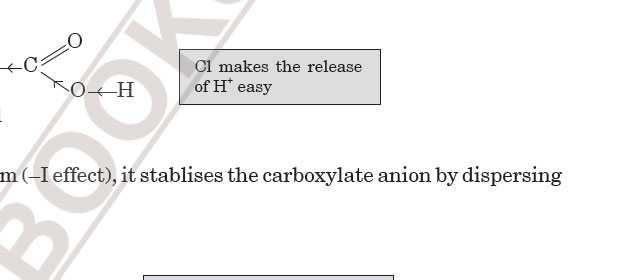 O
←C
O←H
Cl makes the release
of H⁺ easy
m (–I effect), it stablises the carboxylate anion by dispersing
BOOK